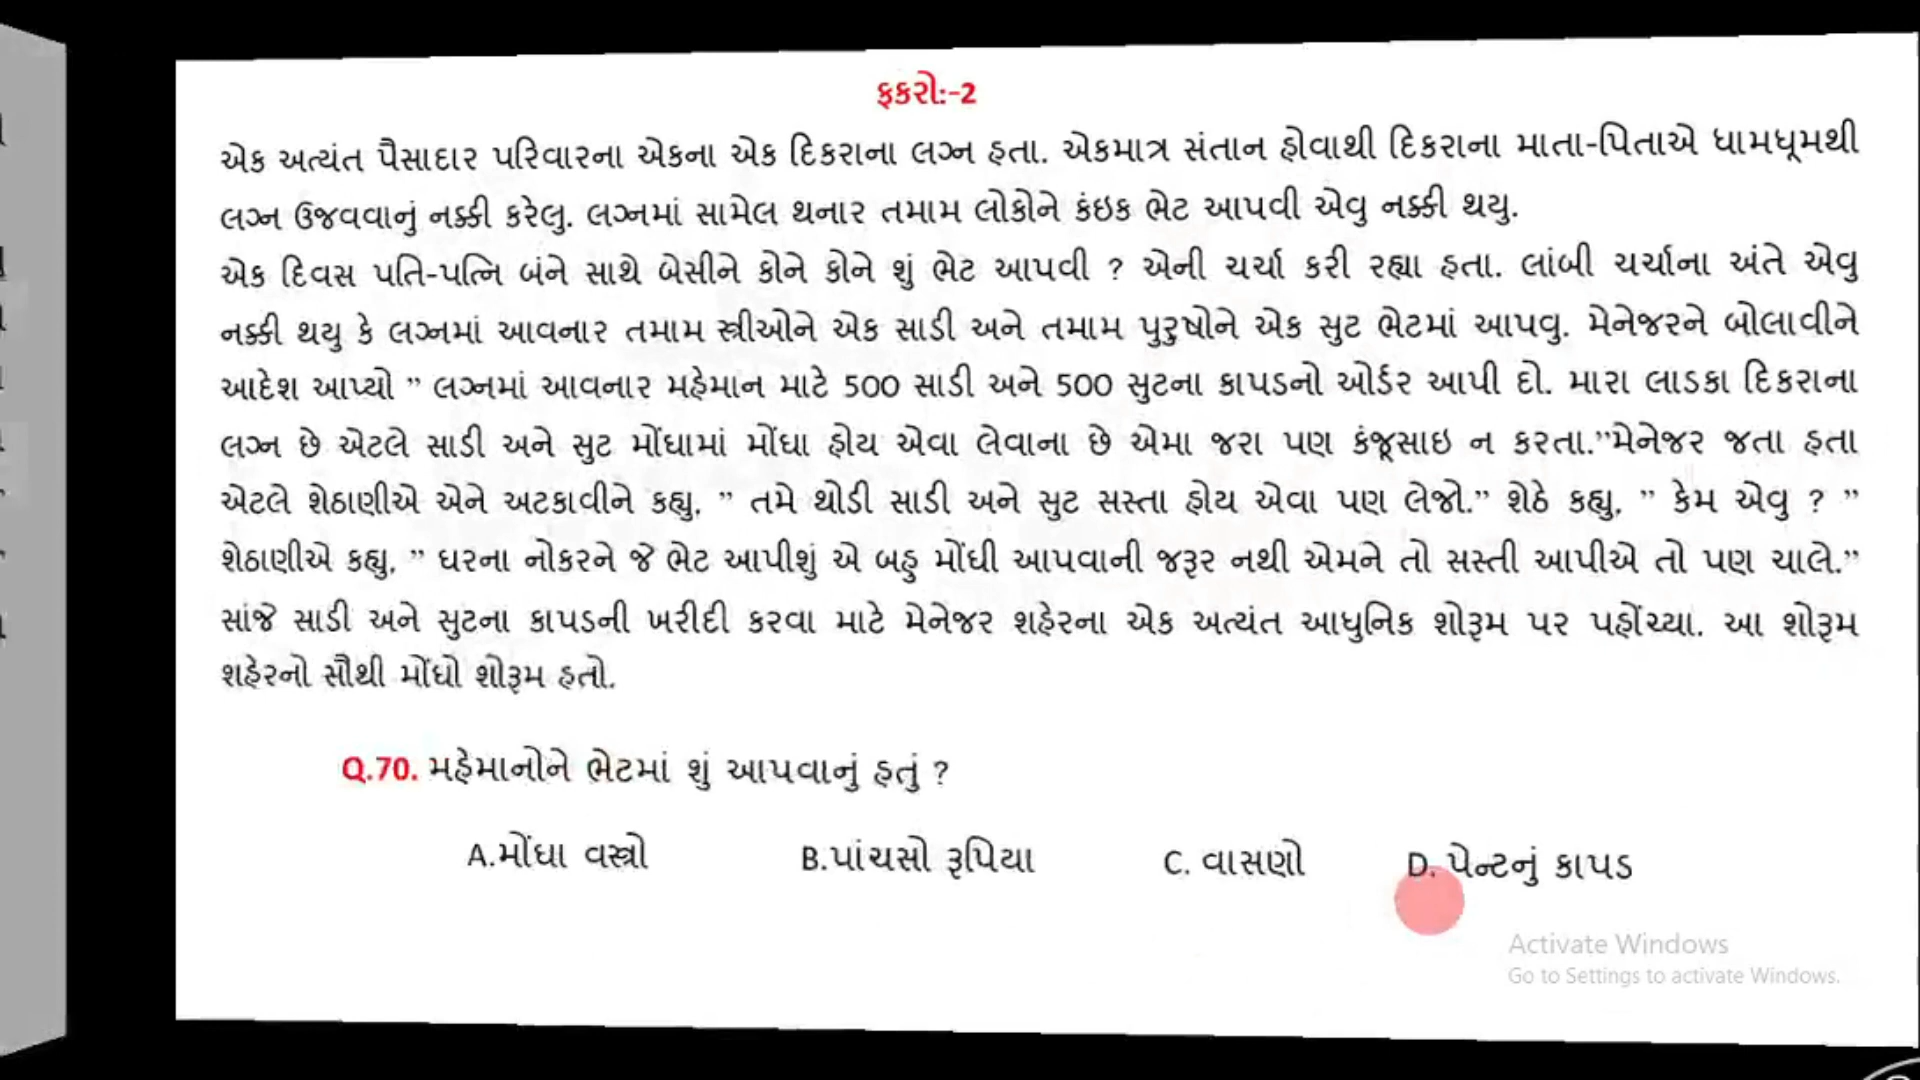 ફકરો:-2
એક અત્યંત પૈસાદાર પરિવારના એકના એક દિકરાના લગ્ન હતા. એકમાત્ર સંતાન હોવાથી દિકરાના માતા-પિતાએ ધામધૂમથી
લગ્ન ઉજવવાનું નક્કી કરેલુ. લગ્નમાં સામેલ થનાર તમામ લોકોને કંઇક ભેટ આપવી એવુ નક્કી થયુ.
એક દિવસ પતિ-પત્નિ બંને સાથે બેસીને કોને કોને શું ભેટ આપવી ? એની ચર્ચા કરી રહ્યા હતા. લાંબી ચર્ચાના અંતે એવુ
નક્કી થયુ કે લગ્નમાં આવનાર તમામ સ્ત્રીઓને એક સાડી અને તમામ પુરુષોને એક સુટ ભેટમાં આપવુ. મેનેજરને બોલાવીને
આદેશ આપ્યો ” લગ્નમાં આવનાર મહેમાન માટે 500 સાડી અને 500 સુટના કાપડનો ઓર્ડર આપી દો. મારા લાડકા દિકરાના
લગ્ન છે એટલે સાડી અને સુટ મોંઘામાં મોંઘા હોય એવા લેવાના છે એમા જરા પણ કંજૂસાઇ ન કરતા.”મેનેજર જતા હતા
એટલે શેઠાણીએ એને અટકાવીને કહ્યુ, ” તમે થોડી સાડી અને સુટ સસ્તા હોય એવા પણ લેજો.” શેઠે કહ્યુ, ” કેમ એવુ ? ”
શેઠાણીએ કહ્યુ, ” ઘરના નોકરને જે ભેટ આપીશું એ બહુ મોંઘી આપવાની જરૂર નથી એમને તો સસ્તી આપીએ તો પણ ચાલે.”
સાંજે સાડી અને સુટના કાપડની ખરીદી કરવા માટે મેનેજર શહેરના એક અત્યંત આધુનિક શોરૂમ પર પહોંચ્યા. આ શોરૂમ
શહેરનો સૌથી મોંઘો શોરૂમ હતો.
Q.70. મહેમાનોને ભેટમાં શું આપવાનું હતું ?
A.મોંઘા વસ્ત્રો B.પાંચસો રૂપિયા C. વાસણો D. પેન્ટનું કાપડ
Activate Windows
Go to Settings to activate Windows.